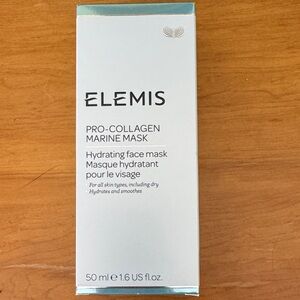 ELEMIS
PRO-COLLAGEN
MARINE MASK
Hydrating face mask
Masque hydratant
pour le visage
For all skin types, including dry
Hydrates and smoothes
50 ml e 1.6 US fl.oz.